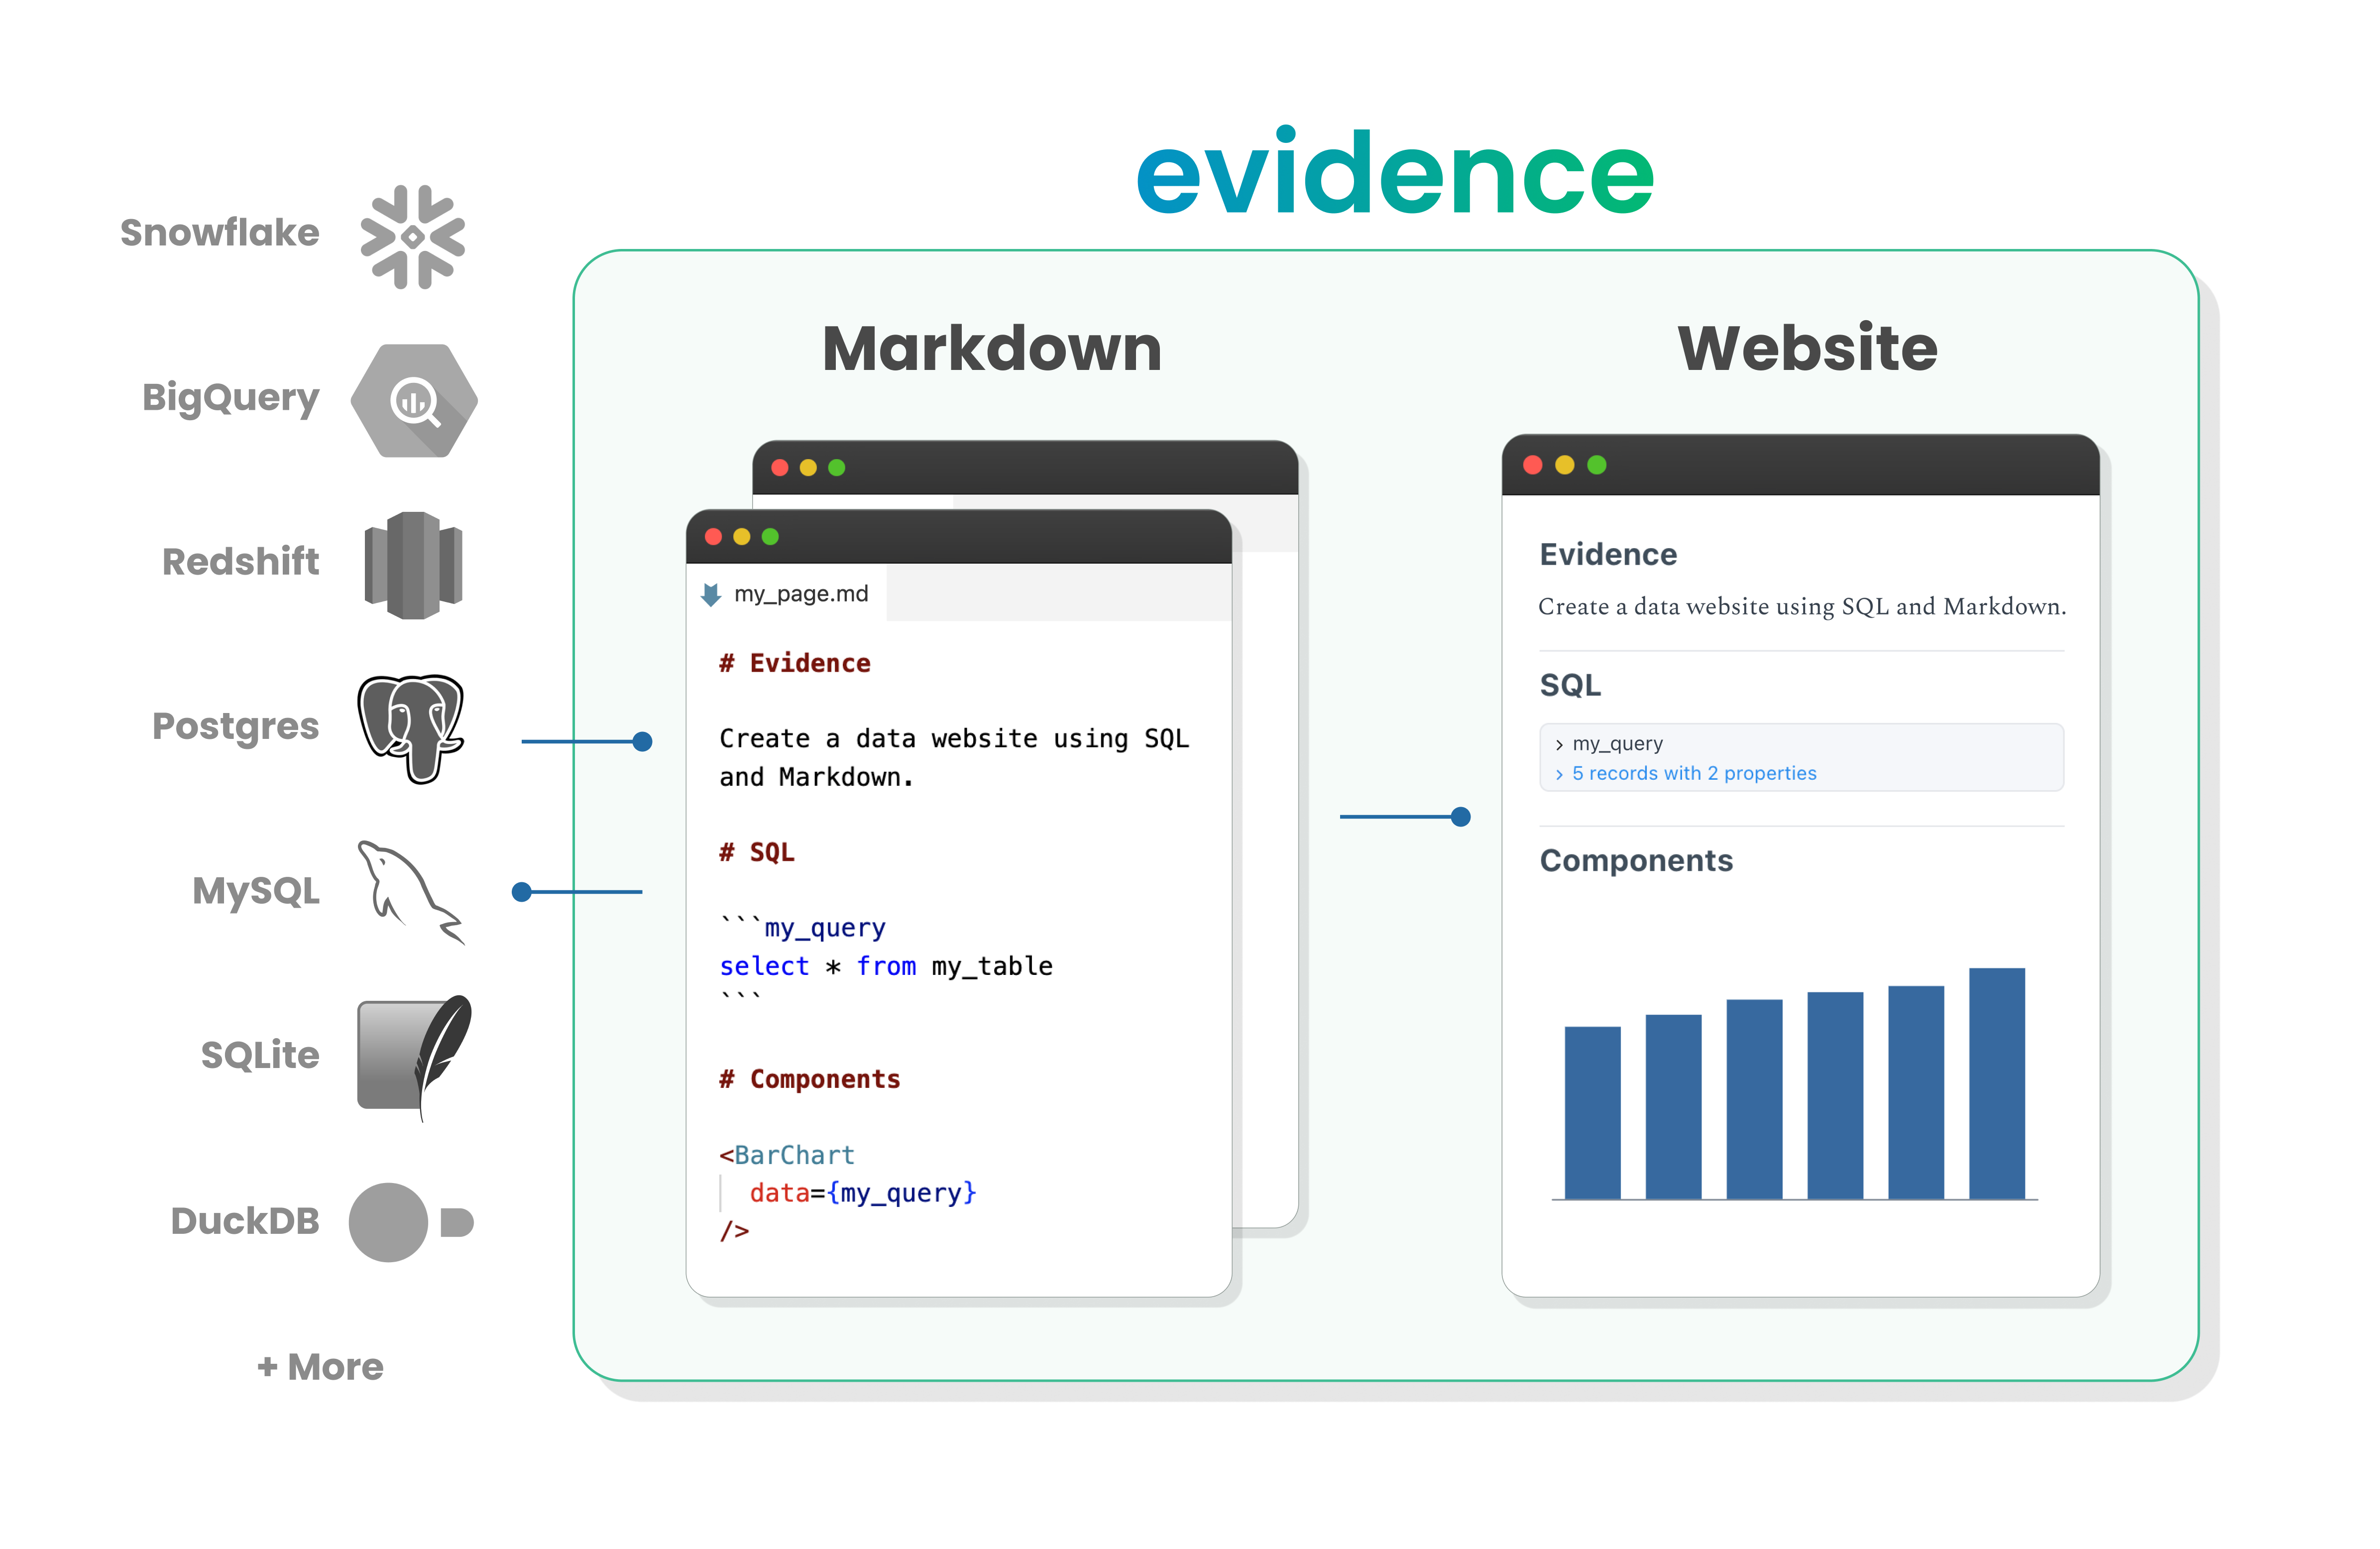 evidence
Snowflake
BigQuery
Redshift
Postgres
MySQL
SQLite
DuckDB
+ More
Markdown
my_page.md
# Evidence
Create a data website using SQL
and Markdown.
# SQL
```my_query
select * from my_table
```
# Components
<BarChart
data={my_query}
/>
Website
Evidence
Create a data website using SQL and Markdown.
SQL
> my_query
> 5 records with 2 properties
Components